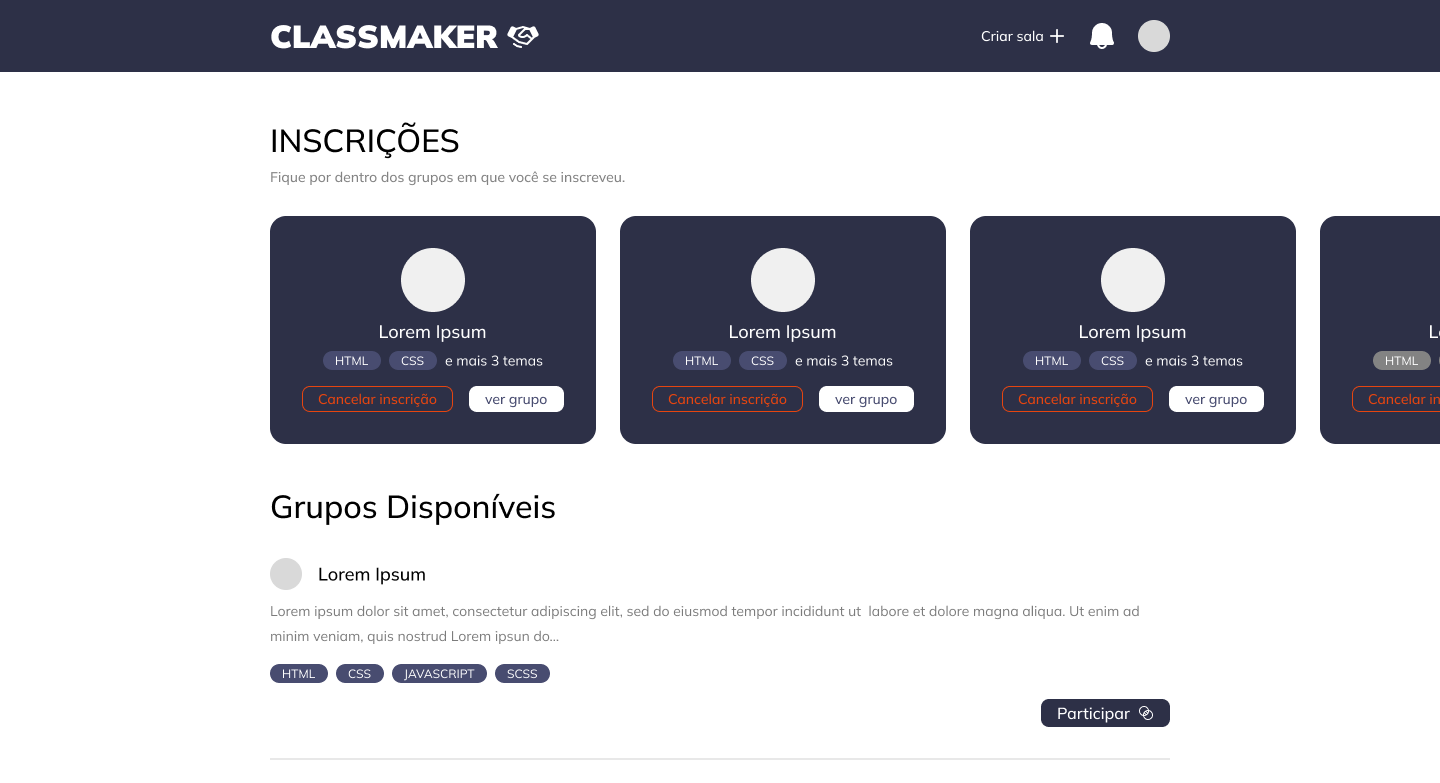 CLASSMAKER
Criar sala
INSCRIÇÕES
Fique por dentro dos grupos em que você se inscreveu.
Lorem Ipsum
HTML CSS e mais 3 temas
Cancelar inscrição ver grupo
Lorem Ipsum
HTML CSS e mais 3 temas
Cancelar inscrição ver grupo
Lorem Ipsum
HTML CSS e mais 3 temas
Cancelar inscrição ver grupo
HTML
Grupos Disponíveis
Lorem Ipsum
Lorem ipsum dolor sit amet, consectetur adipiscing elit, sed do eiusmod tempor incididunt ut labore et dolore magna aliqua. Ut enim ad
minim veniam, quis nostrud Lorem ipsun do...
HTML CSS JAVASCRIPT SCSS
Participar